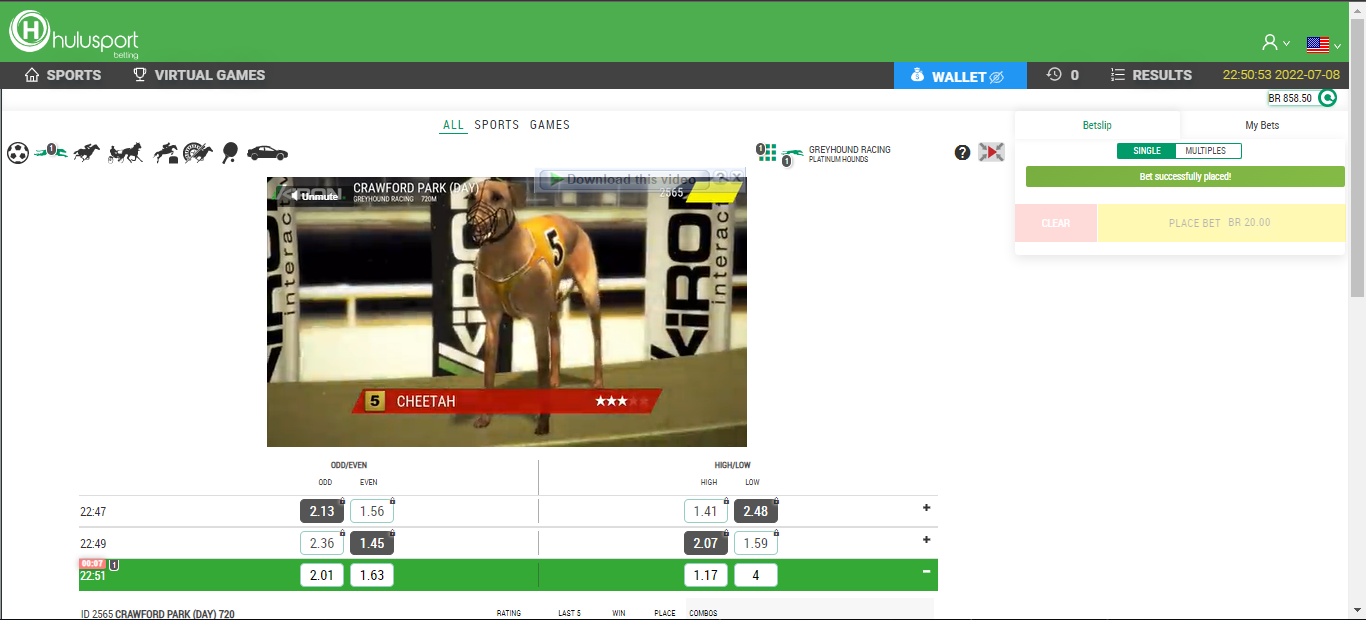 H hulusport
betting
SPORTS VIRTUAL GAMES WALLET 0 RESULTS 22:50:53 2022-07-08
BR 858.50
ALL SPORTS GAMES
Betslip My Bets
1
1 1 GREYHOUND RACING
PLATINUM HOUNDS
?
SINGLE MULTIPLES
Bet successfully placed!
CLEAR PLACE BET BR 20.00
Download this video ? X
CRAWFORD PARK (DAY)
GREYHOUND RACING 720M
2565
Unmute
KIRON
interac
5
KIRON
interac
5 CHEETAH
ODD/EVEN HIGH/LOW
ODD EVEN HIGH LOW
22:47 2.13 1.56 1.41 2.48 +
22:49 2.36 1.45 2.07 1.59 +
00:07 1
22:51 2.01 1.63 1.17 4 −
ID 2565 CRAWFORD PARK (DAY) 720 RATING LAST 5 WIN PLACE COMBOS